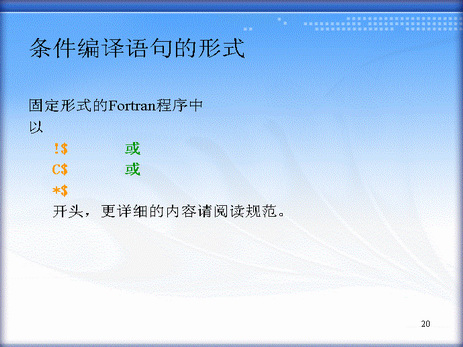 条件编译语句的形式
固定形式的Fortran程序中
以
!$ 或
C$ 或
*$
开头，更详细的内容请阅读规范。
20